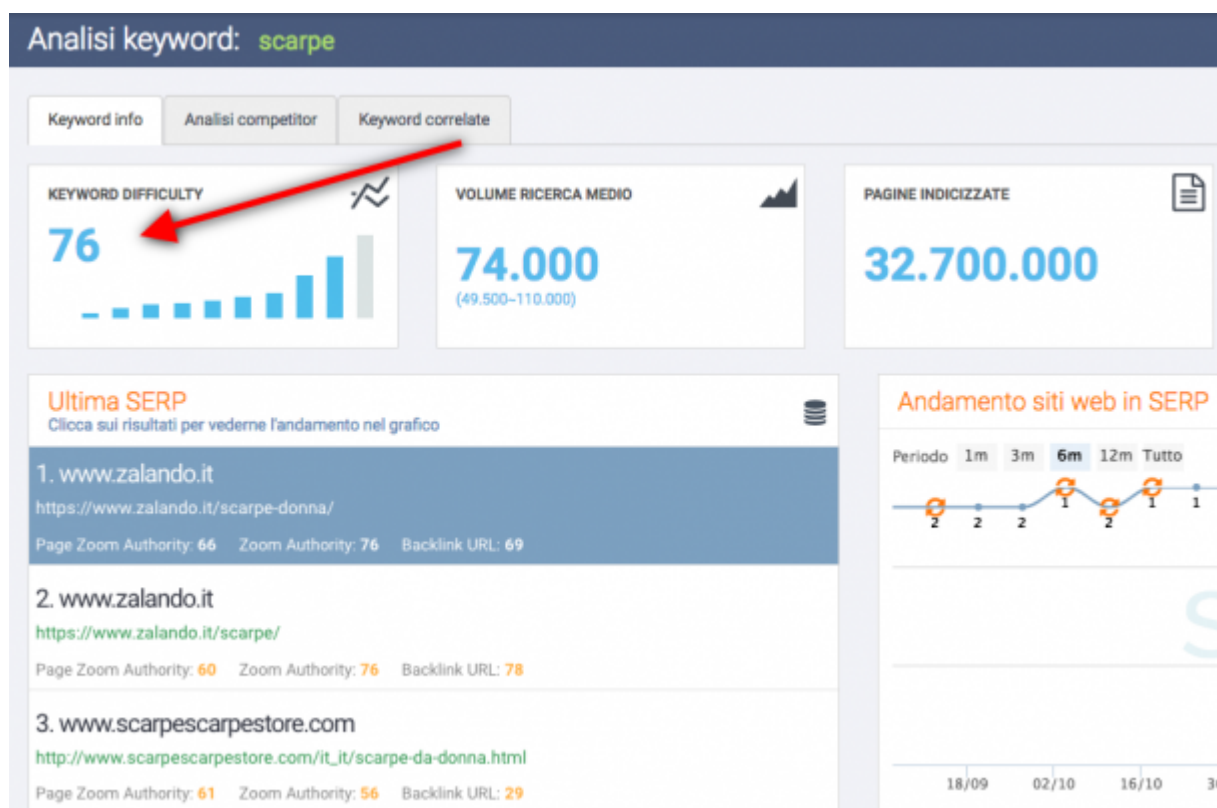 Analisi keyword: scarpe
Keyword info Analisi competitor Keyword correlate
KEYWORD DIFFICULTY
76
VOLUME RICERCA MEDIO
74.000
(49.500–110.000)
PAGINE INDICIZZATE
32.700.000
Ultima SERP
Clicca sui risultati per vederne l'andamento nel grafico
1. www.zalando.it
https://www.zalando.it/scarpe-donna/
Page Zoom Authority: 66 Zoom Authority: 76 Backlink URL: 69
2. www.zalando.it
https://www.zalando.it/scarpe/
Page Zoom Authority: 60 Zoom Authority: 76 Backlink URL: 78
3. www.scarpescarpestore.com
http://www.scarpescarpestore.com/it_it/scarpe-da-donna.html
Page Zoom Authority: 61 Zoom Authority: 56 Backlink URL: 29
Andamento siti web in SERP
Periodo 1m 3m 6m 12m Tutto
2 2 2 1 2 1 1
S
18/09 02/10 16/10